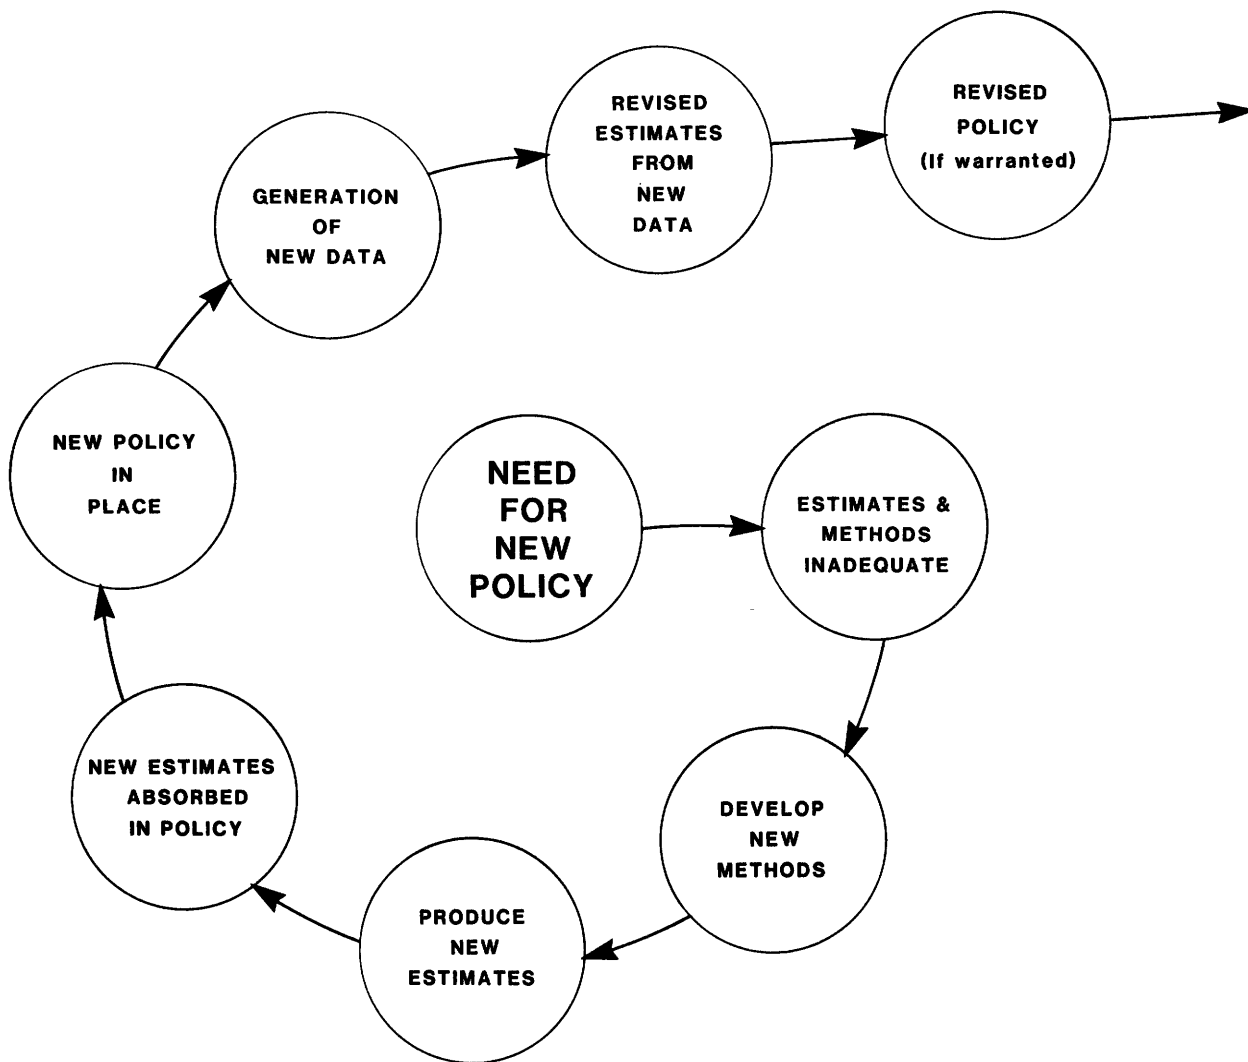 NEED
FOR
NEW
POLICY
ESTIMATES &
METHODS
INADEQUATE
DEVELOP
NEW
METHODS
PRODUCE
NEW
ESTIMATES
NEW ESTIMATES
ABSORBED
IN POLICY
NEW POLICY
IN
PLACE
GENERATION
OF
NEW DATA
REVISED
ESTIMATES
FROM
NEW
DATA
REVISED
POLICY
(If warranted)